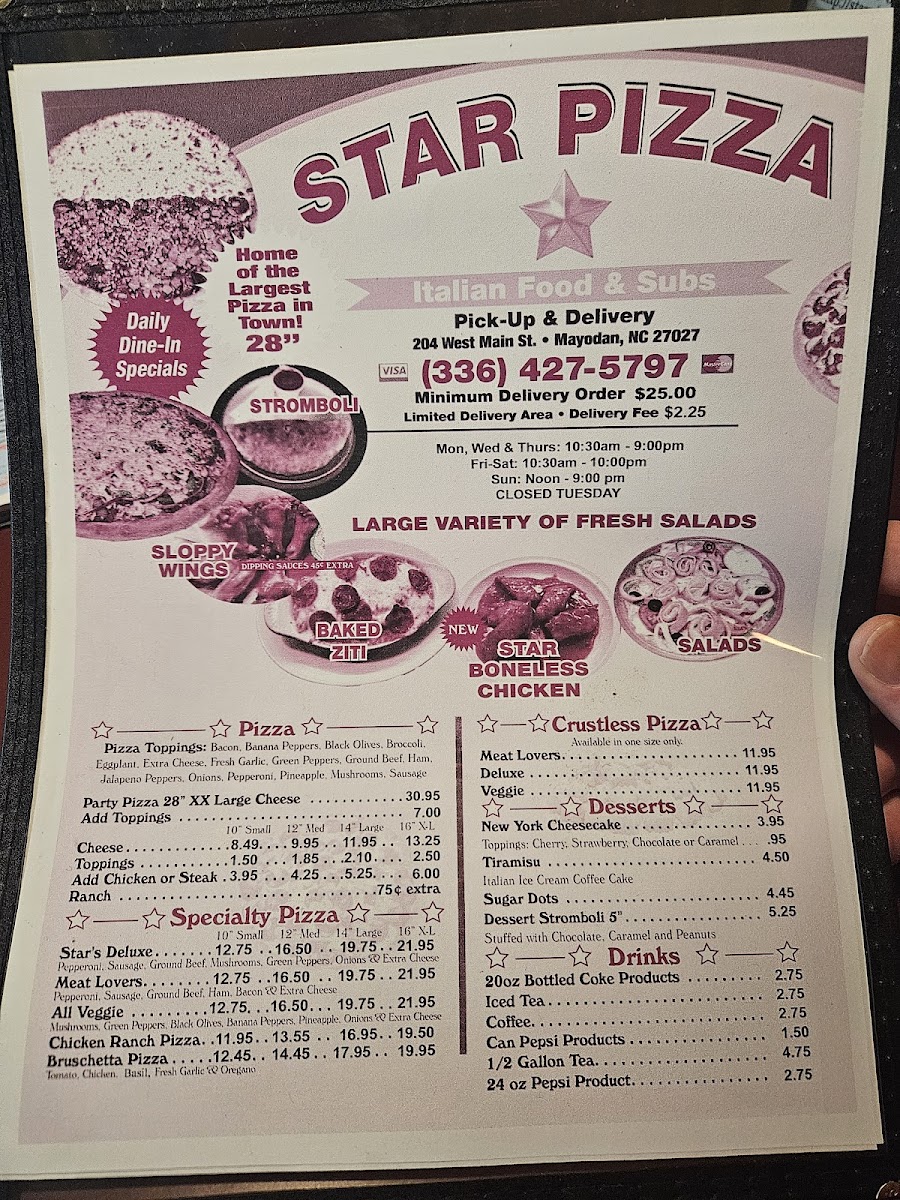 STAR PIZZA
Home
of the
Largest
Pizza in
Town!
28"
Daily
Dine-In
Specials
Italian Food & Subs
Pick-Up & Delivery
204 West Main St. • Mayodan, NC 27027
VISA (336) 427-5797 MasterCard
Minimum Delivery Order $25.00
Limited Delivery Area • Delivery Fee $2.25
STROMBOLI
Mon, Wed & Thurs: 10:30am - 9:00pm
Fri-Sat: 10:30am - 10:00pm
Sun: Noon - 9:00 pm
CLOSED TUESDAY
LARGE VARIETY OF FRESH SALADS
SLOPPY
WINGS
DIPPING SAUCES 45¢ EXTRA
BAKED
ZITI
NEW
STAR
BONELESS
CHICKEN
SALADS
Pizza
Pizza Toppings: Bacon, Banana Peppers, Black Olives, Broccoli,
Eggplant, Extra Cheese, Fresh Garlic, Green Peppers, Ground Beef, Ham,
Jalapeno Peppers, Onions, Pepperoni, Pineapple, Mushrooms, Sausage
Party Pizza 28" XX Large Cheese ............30.95
Add Toppings ............ 7.00
10" Small 12" Med 14" Large 16" X-L
Cheese............8.49.... 9.95 .. 11.95 .. 13.25
Toppings ............1.50 ... 1.85 ...2.10.... 2.50
Add Chicken or Steak . 3.95 ... 4.25 ...5.25.... 6.00
Ranch ............75¢ extra
Specialty Pizza
10" Small 12" Med 14" Large 16" X-L
Star's Deluxe....... 12.75 ..16.50 .. 19.75..21.95
Pepperoni, Sausage, Ground Beef, Mushrooms, Green Peppers, Onions & Extra Cheese
Meat Lovers........ 12.75 ..16.50 .. 19.75..21.95
Pepperoni, Sausage, Ground Beef, Ham, Bacon & Extra Cheese
All Veggie ........12.75...16.50... 19.75..21.95
Mushrooms, Green Peppers, Black Olives, Banana Peppers, Pineapple, Onions & Extra Cheese
Chicken Ranch Pizza..11.95..13.55 .. 16.95..19.50
Bruschetta Pizza .....12.45..14.45..17.95.. 19.95
Tomato, Chicken, Basil, Fresh Garlic & Oregano
Crustless Pizza
Available in one size only.
Meat Lovers............ 11.95
Deluxe ............ 11.95
Veggie ............ 11.95
Desserts
New York Cheesecake ............ 3.95
Toppings: Cherry, Strawberry, Chocolate or Caramel .... .95
Tiramisu ............ 4.50
Italian Ice Cream Coffee Cake
Sugar Dots ............ 4.45
Dessert Stromboli 5"............ 5.25
Stuffed with Chocolate, Caramel and Peanuts
Drinks
20oz Bottled Coke Products ............ 2.75
Iced Tea............ 2.75
Coffee............ 2.75
Can Pepsi Products ............ 1.50
1/2 Gallon Tea............ 4.75
24 oz Pepsi Product............ 2.75